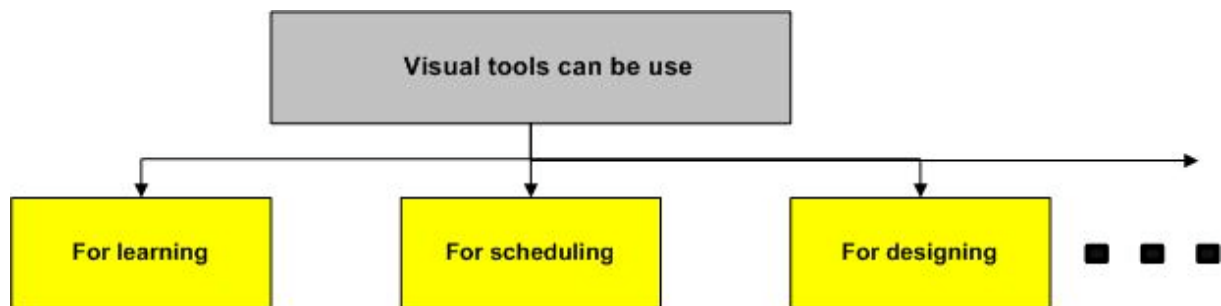 Visual tools can be use
For learning
For scheduling
For designing